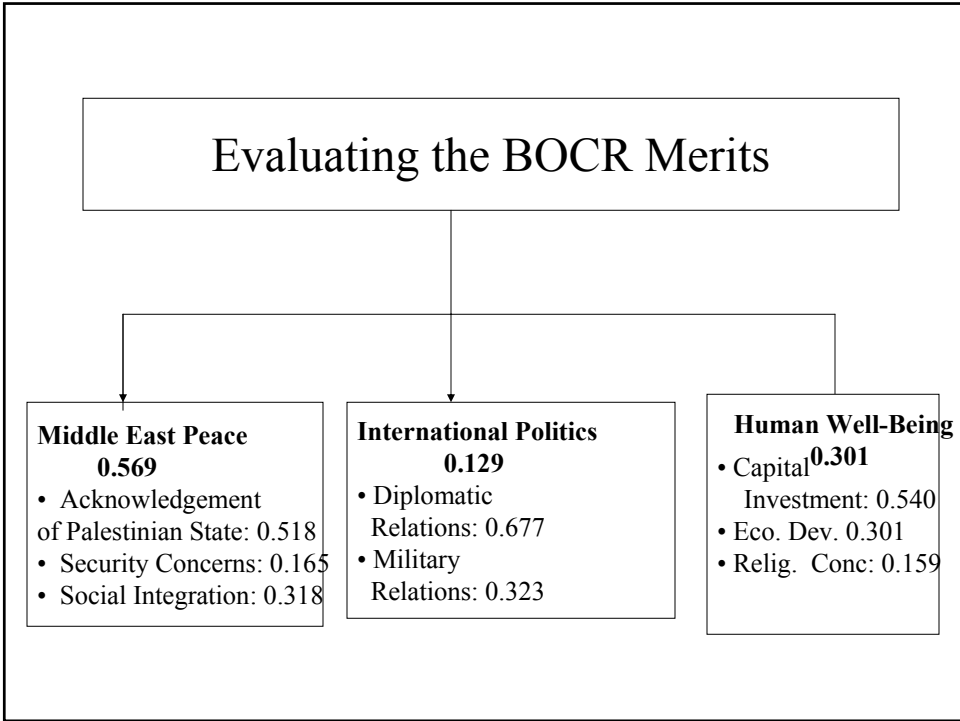 Evaluating the BOCR Merits
Middle East Peace
0.569
• Acknowledgement
of Palestinian State: 0.518
• Security Concerns: 0.165
• Social Integration: 0.318
International Politics
0.129
• Diplomatic
Relations: 0.677
• Military
Relations: 0.323
Human Well-Being
0.301
• Capital
Investment: 0.540
• Eco. Dev. 0.301
• Relig. Conc: 0.159